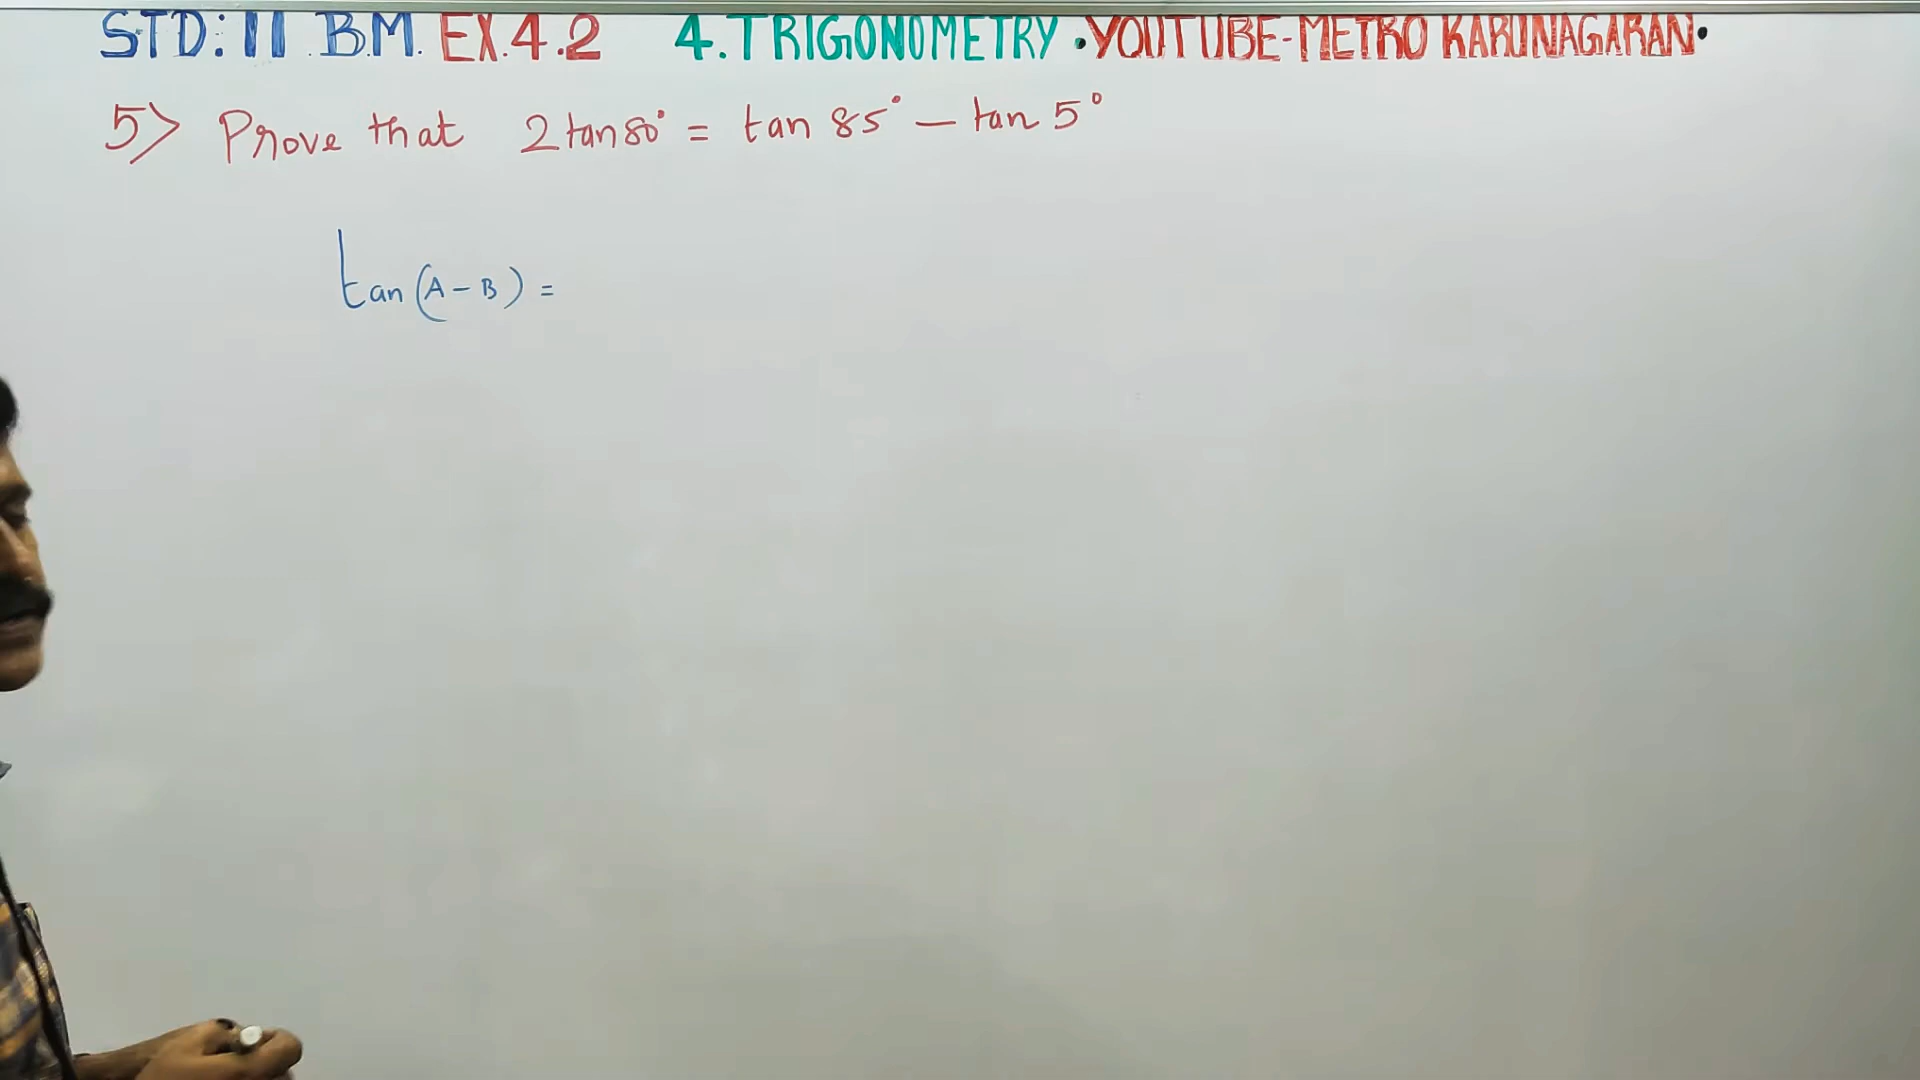 STD: 11 B.M. EX.4.2 4.TRIGONOMETRY •YOUTUBE-METRO KARUNAGARAN•
5> Prove that 2 tan 80° = tan 85° – tan 5°
tan (A – B) =